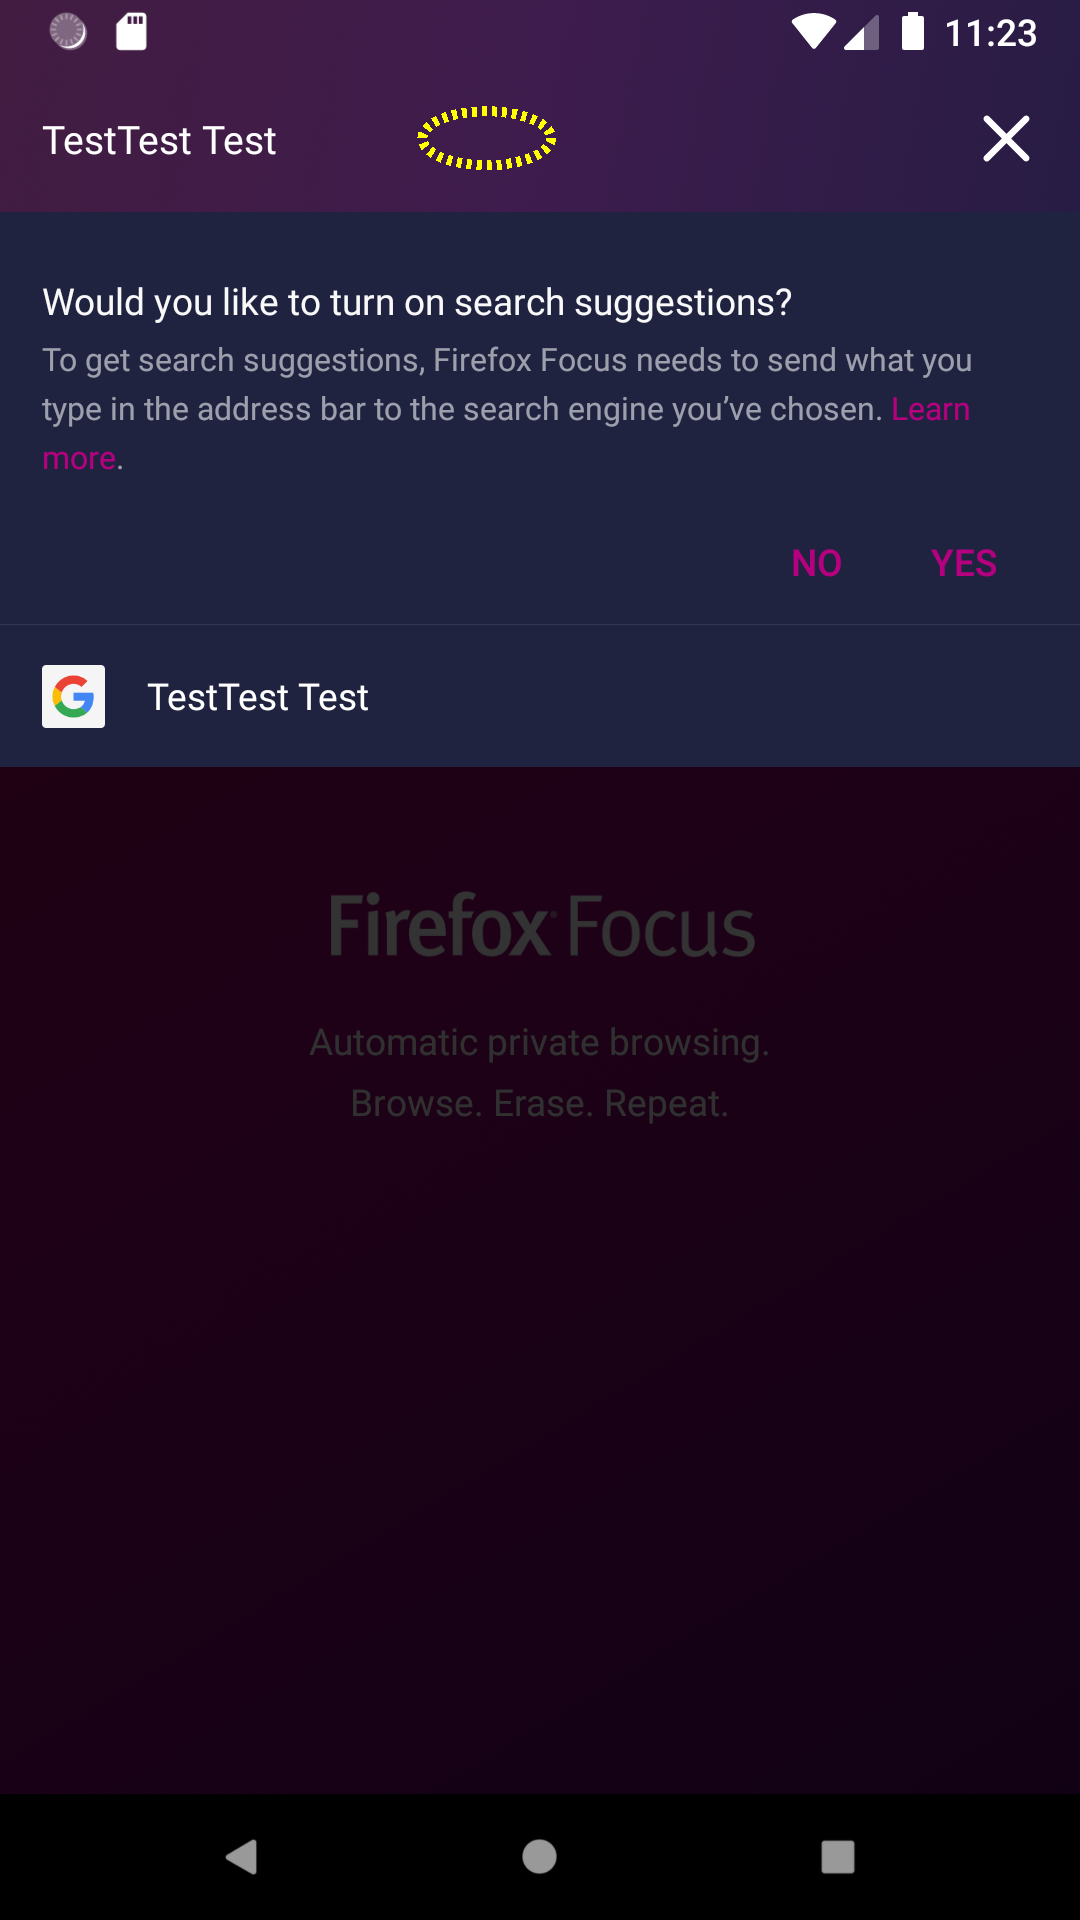 11:23
TestTest Test
Would you like to turn on search suggestions?
To get search suggestions, Firefox Focus needs to send what you
type in the address bar to the search engine you’ve chosen. Learn
more.
NO YES
TestTest Test
Firefox Focus
Automatic private browsing.
Browse. Erase. Repeat.